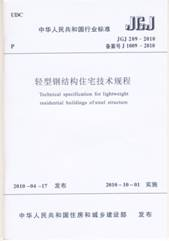 UDC
中华人民共和国行业标准
JGJ
P
JGJ 209-2010
备案号 J 1009-2010
轻型钢结构住宅技术规程
Technical specification for lightweight
residential buildings of steel structure
2010-04-17 发布
2010-10-01 实施
中华人民共和国住房和城乡建设部 发布